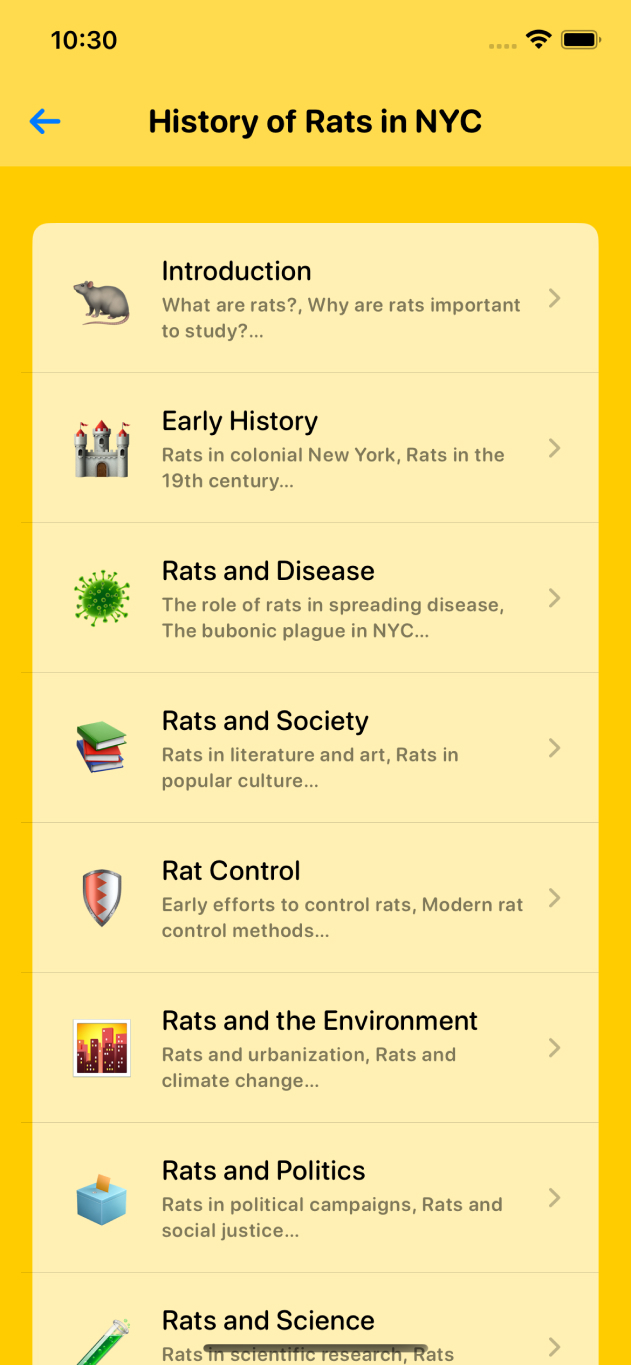 10:30
History of Rats in NYC
Introduction
What are rats?, Why are rats important
to study?...
Early History
Rats in colonial New York, Rats in the
19th century...
Rats and Disease
The role of rats in spreading disease,
The bubonic plague in NYC...
Rats and Society
Rats in literature and art, Rats in
popular culture...
Rat Control
Early efforts to control rats, Modern rat
control methods...
Rats and the Environment
Rats and urbanization, Rats and
climate change...
Rats and Politics
Rats in political campaigns, Rats and
social justice...
Rats and Science
Rats in scientific research, Rats